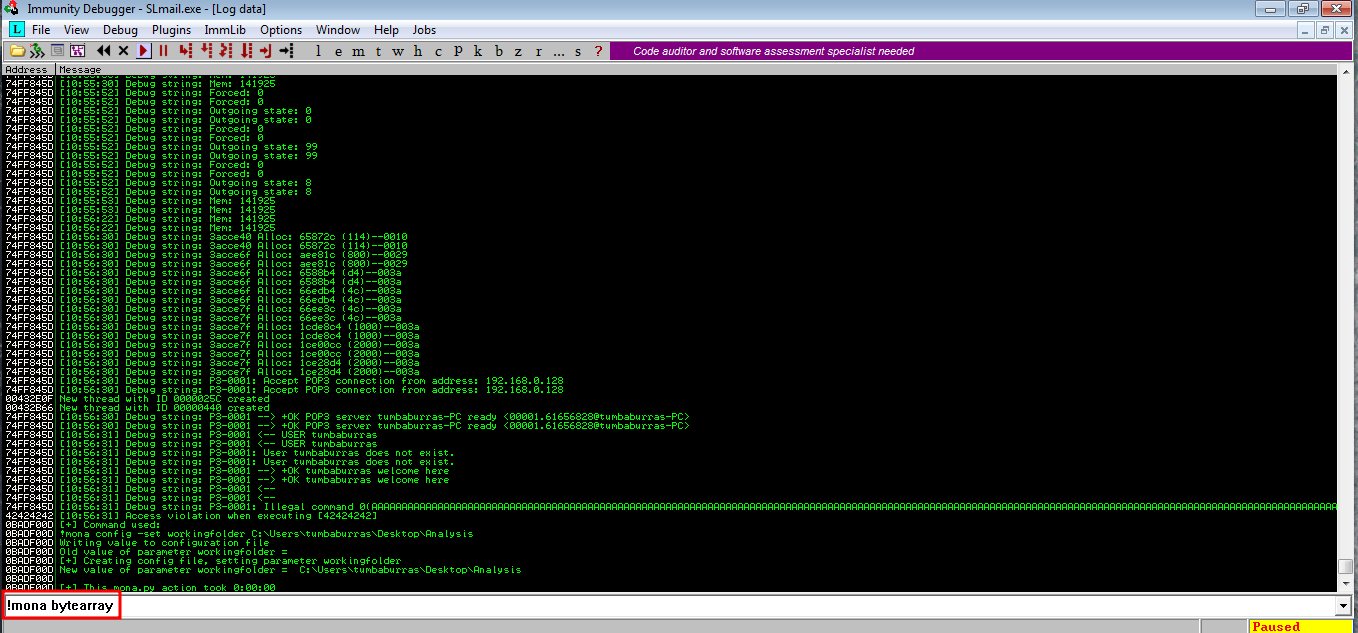 Immunity Debugger - SLmail.exe - [Log data]
File View Debug Plugins ImmLib Options Window Help Jobs
l e m t w h c P k b z r ... s ? Code auditor and software assessment specialist needed
Address Message
74FF845D [10:55:30] Debug string: Mem: 141925
74FF845D [10:55:52] Debug string: Forced: 0
74FF845D [10:55:52] Debug string: Forced: 0
74FF845D [10:55:52] Debug string: Outgoing state: 0
74FF845D [10:55:52] Debug string: Outgoing state: 0
74FF845D [10:55:52] Debug string: Forced: 0
74FF845D [10:55:52] Debug string: Forced: 0
74FF845D [10:55:52] Debug string: Outgoing state: 99
74FF845D [10:55:52] Debug string: Outgoing state: 99
74FF845D [10:55:52] Debug string: Forced: 0
74FF845D [10:55:52] Debug string: Forced: 0
74FF845D [10:55:52] Debug string: Outgoing state: 8
74FF845D [10:55:52] Debug string: Outgoing state: 8
74FF845D [10:55:53] Debug string: Mem: 141925
74FF845D [10:55:53] Debug string: Mem: 141925
74FF845D [10:56:22] Debug string: Mem: 141925
74FF845D [10:56:22] Debug string: Mem: 141925
74FF845D [10:56:30] Debug string: 3acce40 Alloc: 65872c (114)--0010
74FF845D [10:56:30] Debug string: 3acce40 Alloc: 65872c (114)--0010
74FF845D [10:56:30] Debug string: 3acce6f Alloc: aee81c (800)--0029
74FF845D [10:56:30] Debug string: 3acce6f Alloc: aee81c (800)--0029
74FF845D [10:56:30] Debug string: 3acce6f Alloc: 6588b4 (d4)--003a
74FF845D [10:56:30] Debug string: 3acce6f Alloc: 6588b4 (d4)--003a
74FF845D [10:56:30] Debug string: 3acce6f Alloc: 66edb4 (4c)--003a
74FF845D [10:56:30] Debug string: 3acce6f Alloc: 66edb4 (4c)--003a
74FF845D [10:56:30] Debug string: 3acce7f Alloc: 66ee3c (4c)--003a
74FF845D [10:56:30] Debug string: 3acce7f Alloc: 66ee3c (4c)--003a
74FF845D [10:56:30] Debug string: 3acce7f Alloc: 1cde8c4 (1000)--003a
74FF845D [10:56:30] Debug string: 3acce7f Alloc: 1cde8c4 (1000)--003a
74FF845D [10:56:30] Debug string: 3acce7f Alloc: 1ce00cc (2000)--003a
74FF845D [10:56:30] Debug string: 3acce7f Alloc: 1ce00cc (2000)--003a
74FF845D [10:56:30] Debug string: 3acce7f Alloc: 1ce28d4 (2000)--003a
74FF845D [10:56:30] Debug string: 3acce7f Alloc: 1ce28d4 (2000)--003a
74FF845D [10:56:30] Debug string: P3-0001: Accept POP3 connection from address: 192.168.0.128
74FF845D [10:56:30] Debug string: P3-0001: Accept POP3 connection from address: 192.168.0.128
00432E0F New thread with ID 0000025C created
00432B66 New thread with ID 00000440 created
74FF845D [10:56:30] Debug string: P3-0001 --> +OK POP3 server tumbaburras-PC ready <00001.61656828@tumbaburras-PC>
74FF845D [10:56:30] Debug string: P3-0001 --> +OK POP3 server tumbaburras-PC ready <00001.61656828@tumbaburras-PC>
74FF845D [10:56:31] Debug string: P3-0001 <-- USER tumbaburras
74FF845D [10:56:31] Debug string: P3-0001 <-- USER tumbaburras
74FF845D [10:56:31] Debug string: P3-0001: User tumbaburras does not exist.
74FF845D [10:56:31] Debug string: P3-0001: User tumbaburras does not exist.
74FF845D [10:56:31] Debug string: P3-0001 --> +OK tumbaburras welcome here
74FF845D [10:56:31] Debug string: P3-0001 --> +OK tumbaburras welcome here
74FF845D [10:56:31] Debug string: P3-0001 <--
74FF845D [10:56:31] Debug string: P3-0001 <--
74FF845D [10:56:31] Debug string: P3-0001: Illegal command 0(
42424242 [10:56:31] Access violation when executing [42424242]
0BADF00D [+] Command used:
0BADF00D !mona config -set workingfolder C:\Users\tumbaburras\Desktop\Analysis
0BADF00D Writing value to configuration file
0BADF00D Old value of parameter workingfolder =
0BADF00D [+] Creating config file, setting parameter workingfolder
0BADF00D New value of parameter workingfolder = C:\Users\tumbaburras\Desktop\Analysis
0BADF00D
0BADF00D [+] This mona.py action took 0:00:00
!mona bytearray
Paused